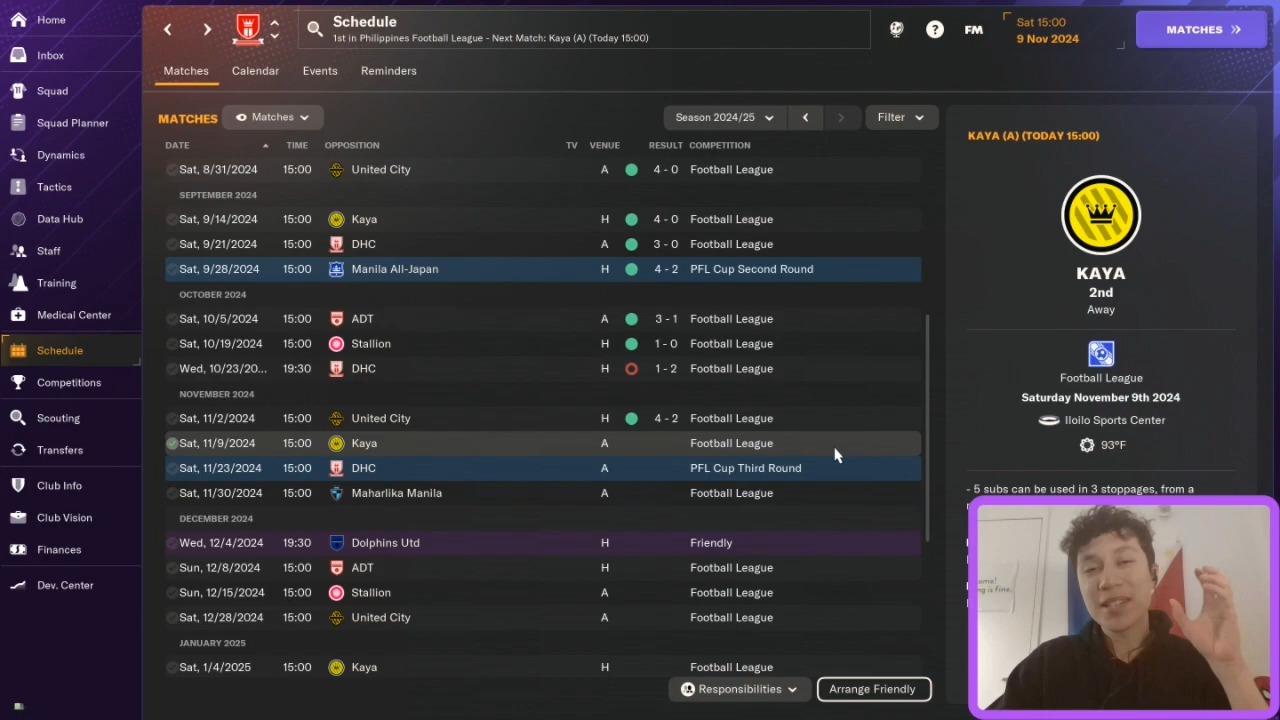 Home
Inbox
Squad
Squad Planner
Dynamics
Tactics
Data Hub
Staff
Training
Medical Center
Schedule
Competitions
Scouting
Transfers
Club Info
Club Vision
Finances
Dev. Center
Schedule
1st in Philippines Football League - Next Match: Kaya (A) (Today 15:00)
?
FM
Sat 15:00
9 Nov 2024
MATCHES
Matches Calendar Events Reminders
MATCHES Matches Season 2024/25 Filter
DATE TIME OPPOSITION TV VENUE RESULT COMPETITION
Sat, 8/31/2024 15:00 United City A 4 - 0 Football League
SEPTEMBER 2024
Sat, 9/14/2024 15:00 Kaya H 4 - 0 Football League
Sat, 9/21/2024 15:00 DHC A 3 - 0 Football League
Sat, 9/28/2024 15:00 Manila All-Japan H 4 - 2 PFL Cup Second Round
OCTOBER 2024
Sat, 10/5/2024 15:00 ADT A 3 - 1 Football League
Sat, 10/19/2024 15:00 Stallion H 1 - 0 Football League
Wed, 10/23/20... 19:30 DHC H 1 - 2 Football League
NOVEMBER 2024
Sat, 11/2/2024 15:00 United City H 4 - 2 Football League
Sat, 11/9/2024 15:00 Kaya A Football League
Sat, 11/23/2024 15:00 DHC A PFL Cup Third Round
Sat, 11/30/2024 15:00 Maharlika Manila A Football League
DECEMBER 2024
Wed, 12/4/2024 19:30 Dolphins Utd H Friendly
Sun, 12/8/2024 15:00 ADT H Football League
Sun, 12/15/2024 15:00 Stallion A Football League
Sat, 12/28/2024 15:00 United City A Football League
JANUARY 2025
Sat, 1/4/2025 15:00 Kaya H Football League
Responsibilities Arrange Friendly
KAYA (A) (TODAY 15:00)
KAYA
2nd
Away
Football League
Saturday November 9th 2024
Iloilo Sports Center
93°F
- 5 subs can be used in 3 stoppages, from a